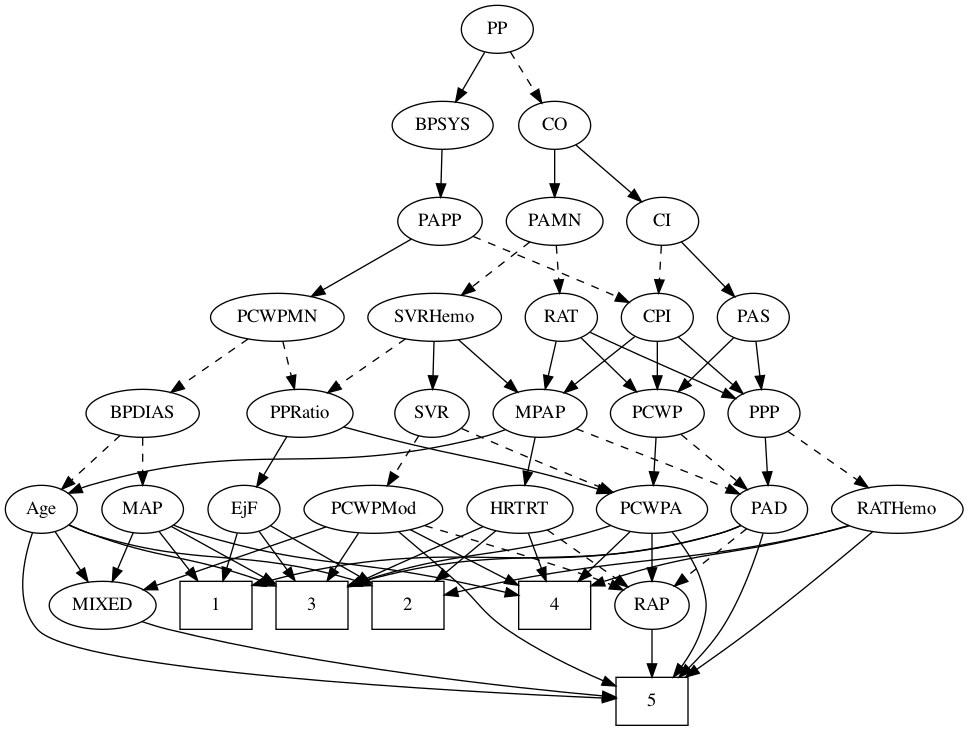 PP
BPSYS CO
PAPP PAMN CI
PCWPMN SVRHemo RAT CPI PAS
BPDIAS PPRatio SVR MPAP PCWP PPP
Age MAP EjF PCWPMod HRTRT PCWPA PAD RATHemo
MIXED 1 3 2 4 RAP
5